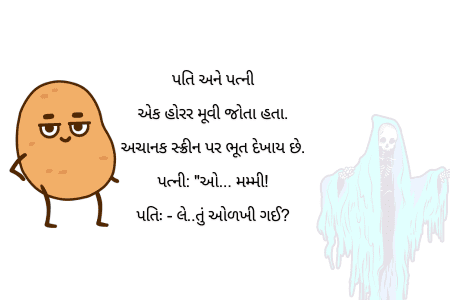 પતિ અને પત્ની
એક હોરર મૂવી જોતા હતા.
અચાનક સ્ક્રીન પર ભૂત દેખાય છે.
પત્ની: "ઓ... મમ્મી!
પતિઃ - લે..તું ઓળખી ગઈ?